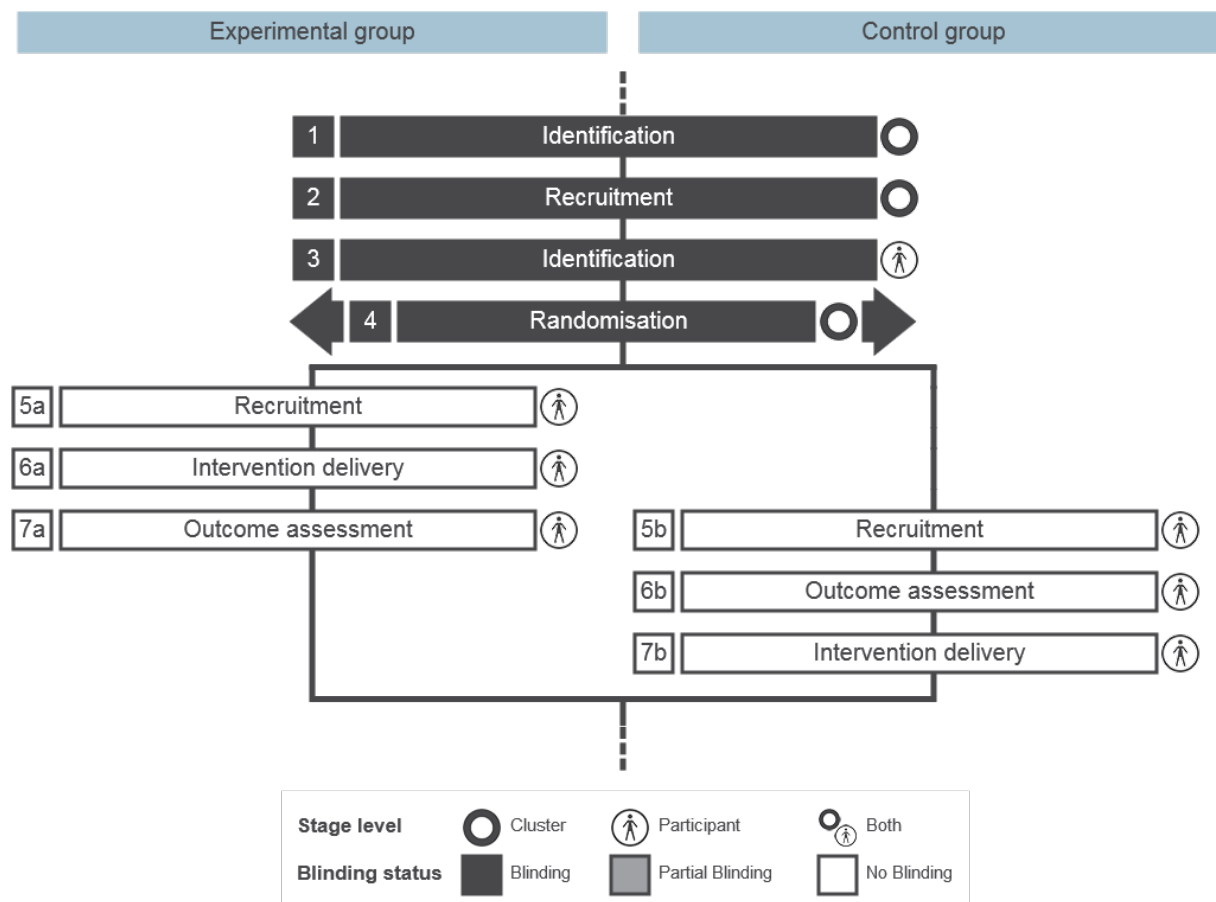 Experimental group
Control group
1 Identification
2 Recruitment
3 Identification
4 Randomisation
5a Recruitment
6a Intervention delivery
7a Outcome assessment
5b Recruitment
6b Outcome assessment
7b Intervention delivery
Stage level Cluster Participant Both
Blinding status Blinding Partial Blinding No Blinding